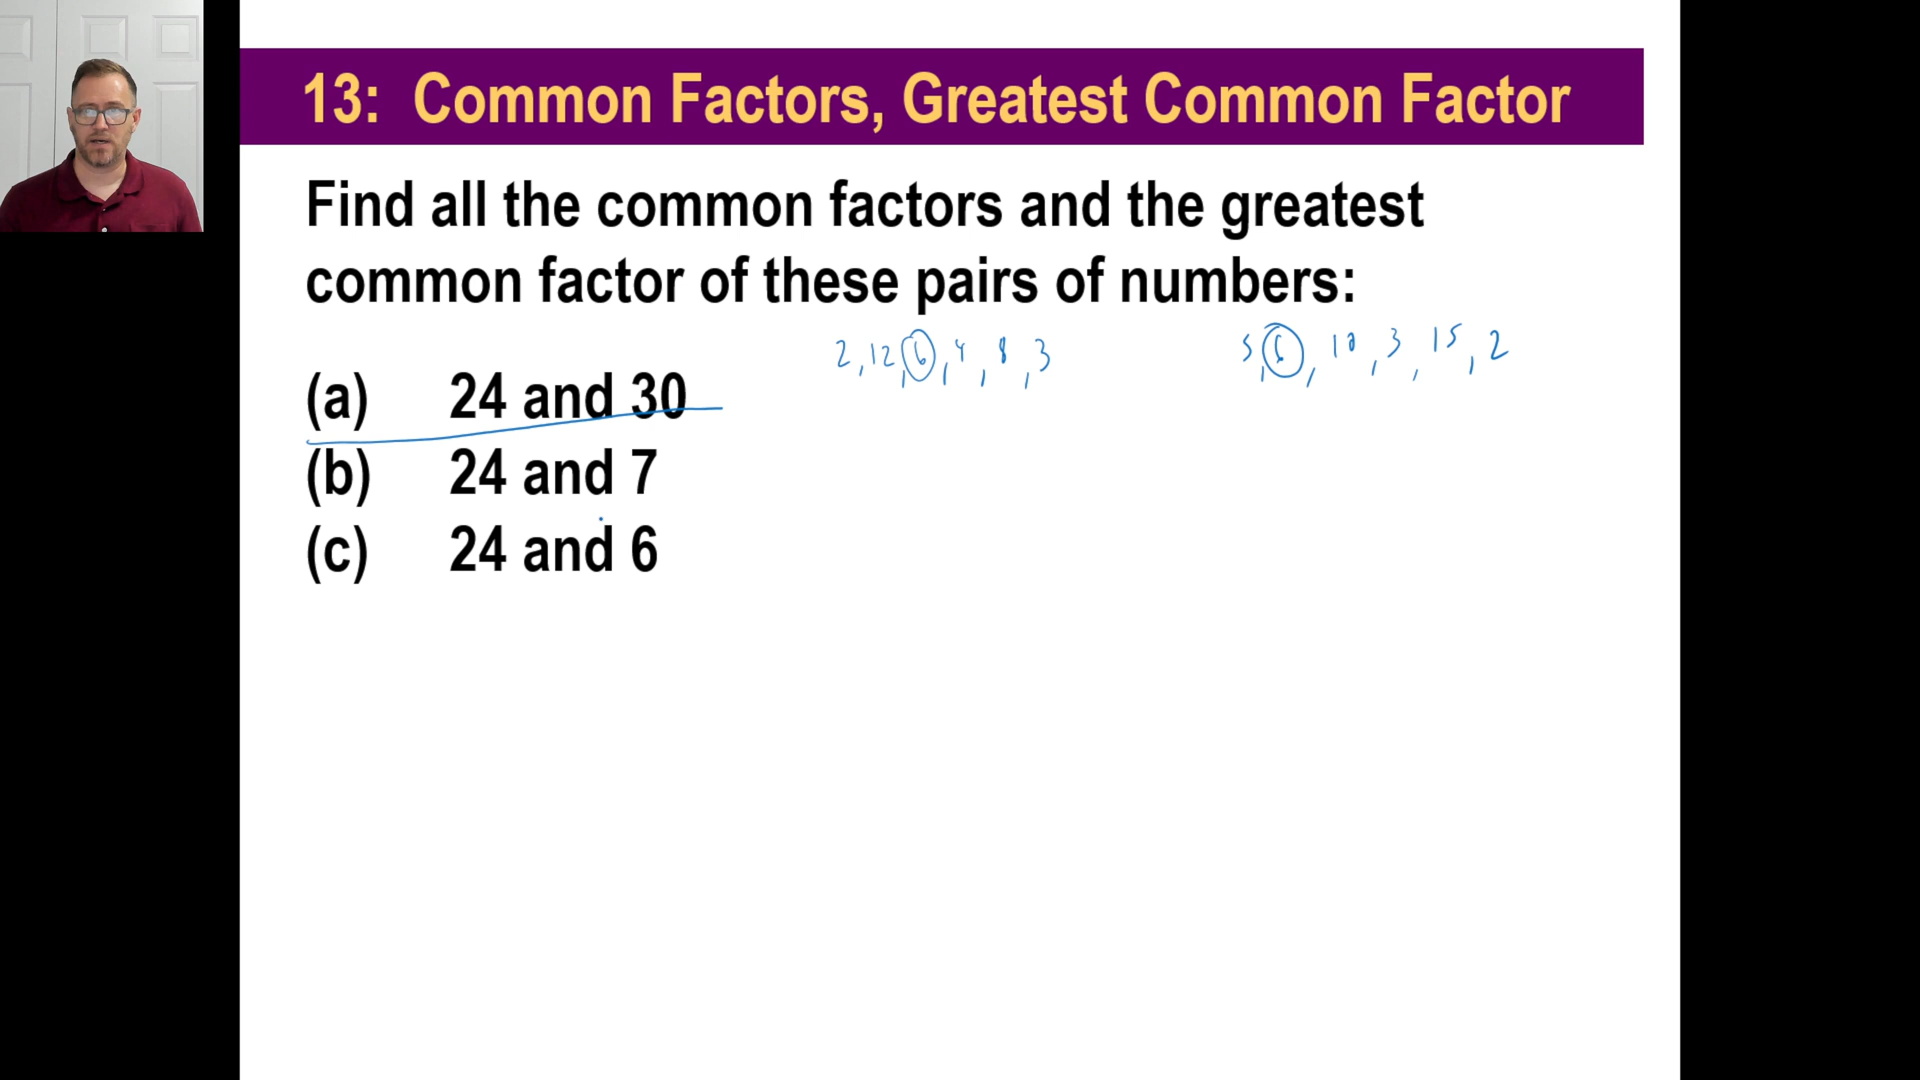 13: Common Factors, Greatest Common Factor
Find all the common factors and the greatest
common factor of these pairs of numbers:
2, 12, 6, 4, 8, 3
5, 6, 10, 3, 15, 2
(a) 24 and 30
(b) 24 and 7
(c) 24 and 6